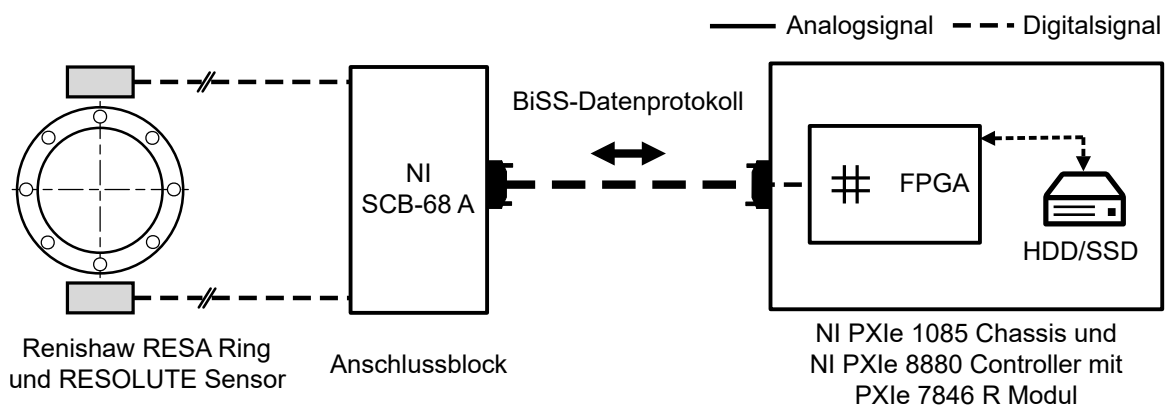 Analogsignal
Digitalsignal
BiSS-Datenprotokoll
NI
SCB-68 A
FPGA
HDD/SSD
Renishaw RESA Ring
und RESOLUTE Sensor
Anschlussblock
NI PXIe 1085 Chassis und
NI PXIe 8880 Controller mit
PXIe 7846 R Modul